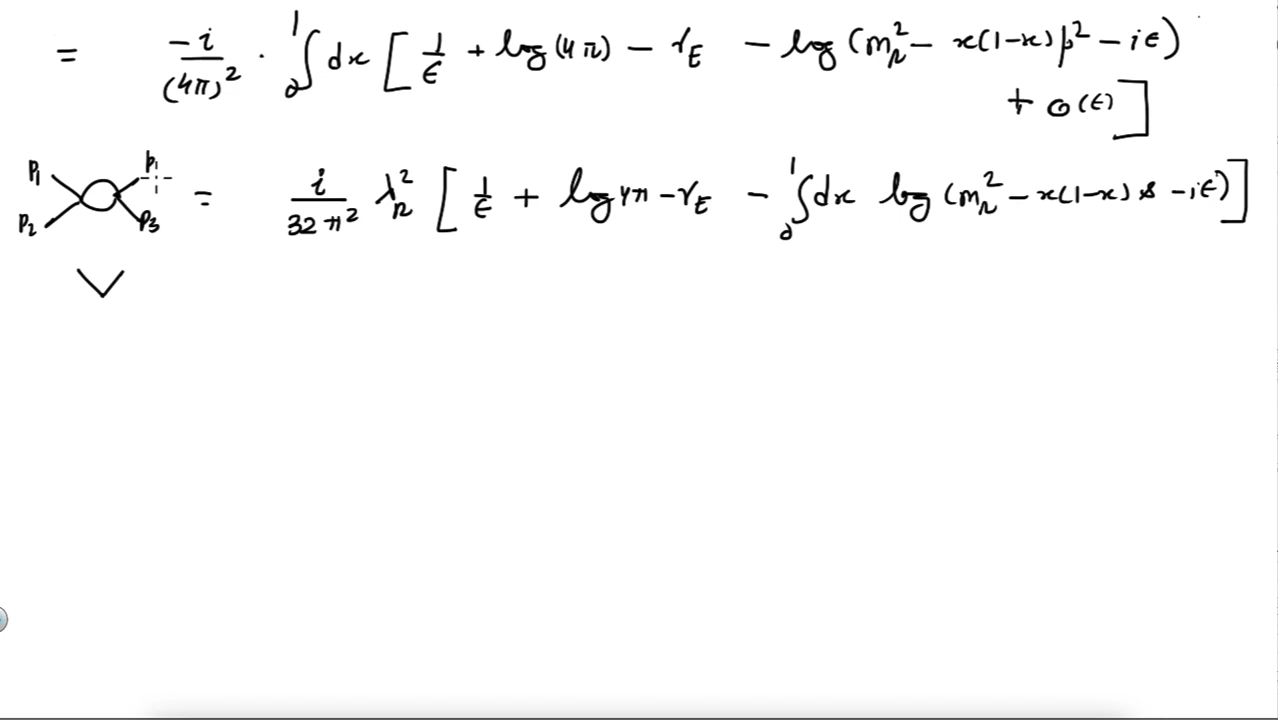 = -i/(4π)² · ∫₀¹ dx [ 1/ϵ + log(4π) − γ_E − log(m_R² − x(1−x)p² − iϵ)
+ O(ϵ) ]
p₁ p₂ p₁ p₃ = i/32π² λ_R² [ 1/ϵ + log4π − γ_E − ∫₀¹ dx log(m_R² − x(1−x)s − iϵ) ]